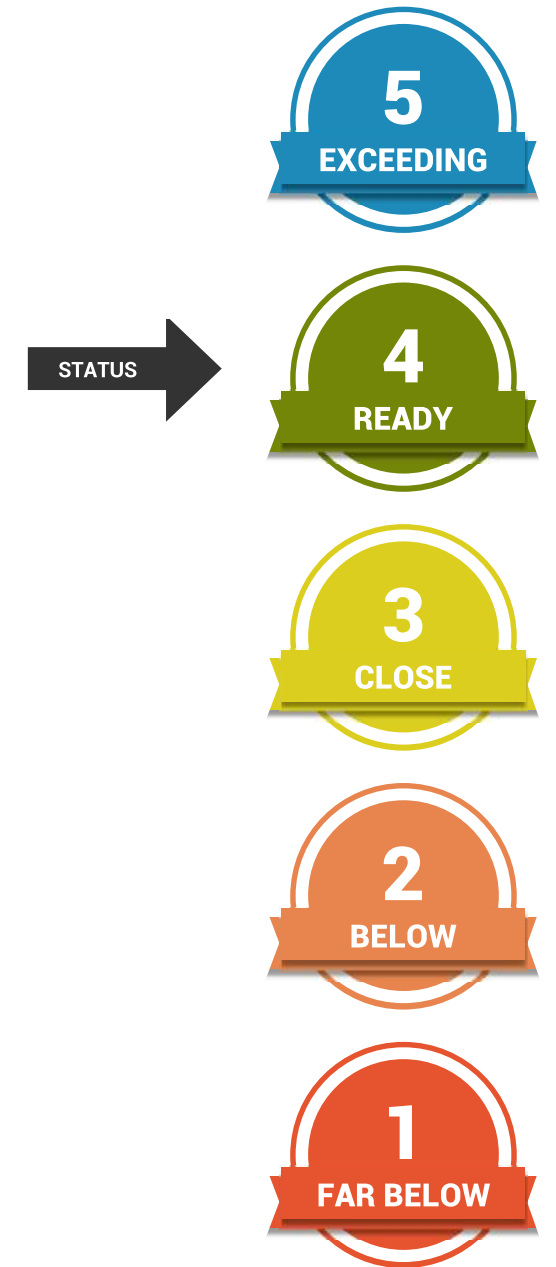 5
EXCEEDING
STATUS
4
READY
3
CLOSE
2
BELOW
1
FAR BELOW